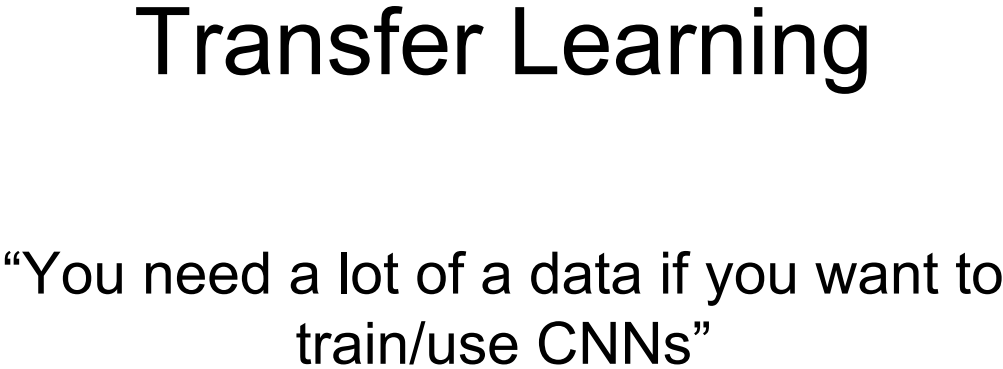 Transfer Learning
“You need a lot of a data if you want to
train/use CNNs”